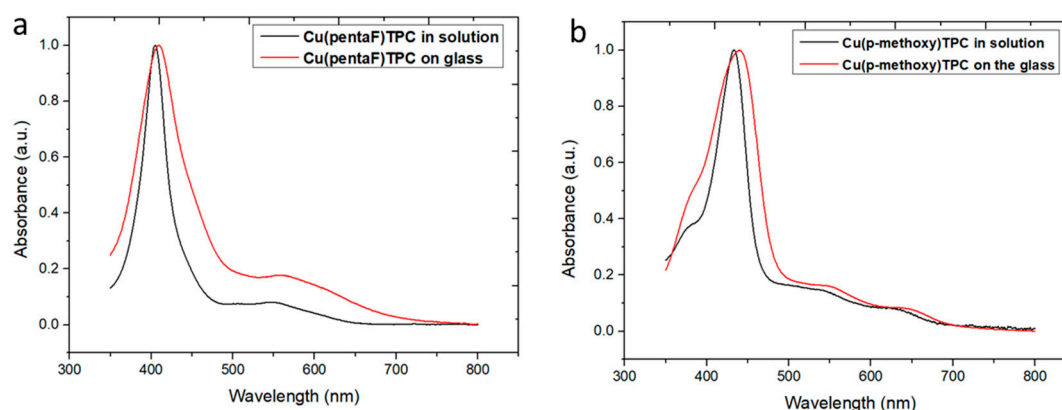 a
Cu(pentaF)TPC in solution
Cu(pentaF)TPC on glass
1.0
0.8
0.6
0.4
0.2
0.0
Absorbance (a.u.)
300 400 500 600 700 800
Wavelength (nm)
b
Cu(p-methoxy)TPC in solution
Cu(p-methoxy)TPC on the glass
1.0
0.8
0.6
0.4
0.2
0.0
Absorbance (a.u.)
300 400 500 600 700 800
Wavelength (nm)